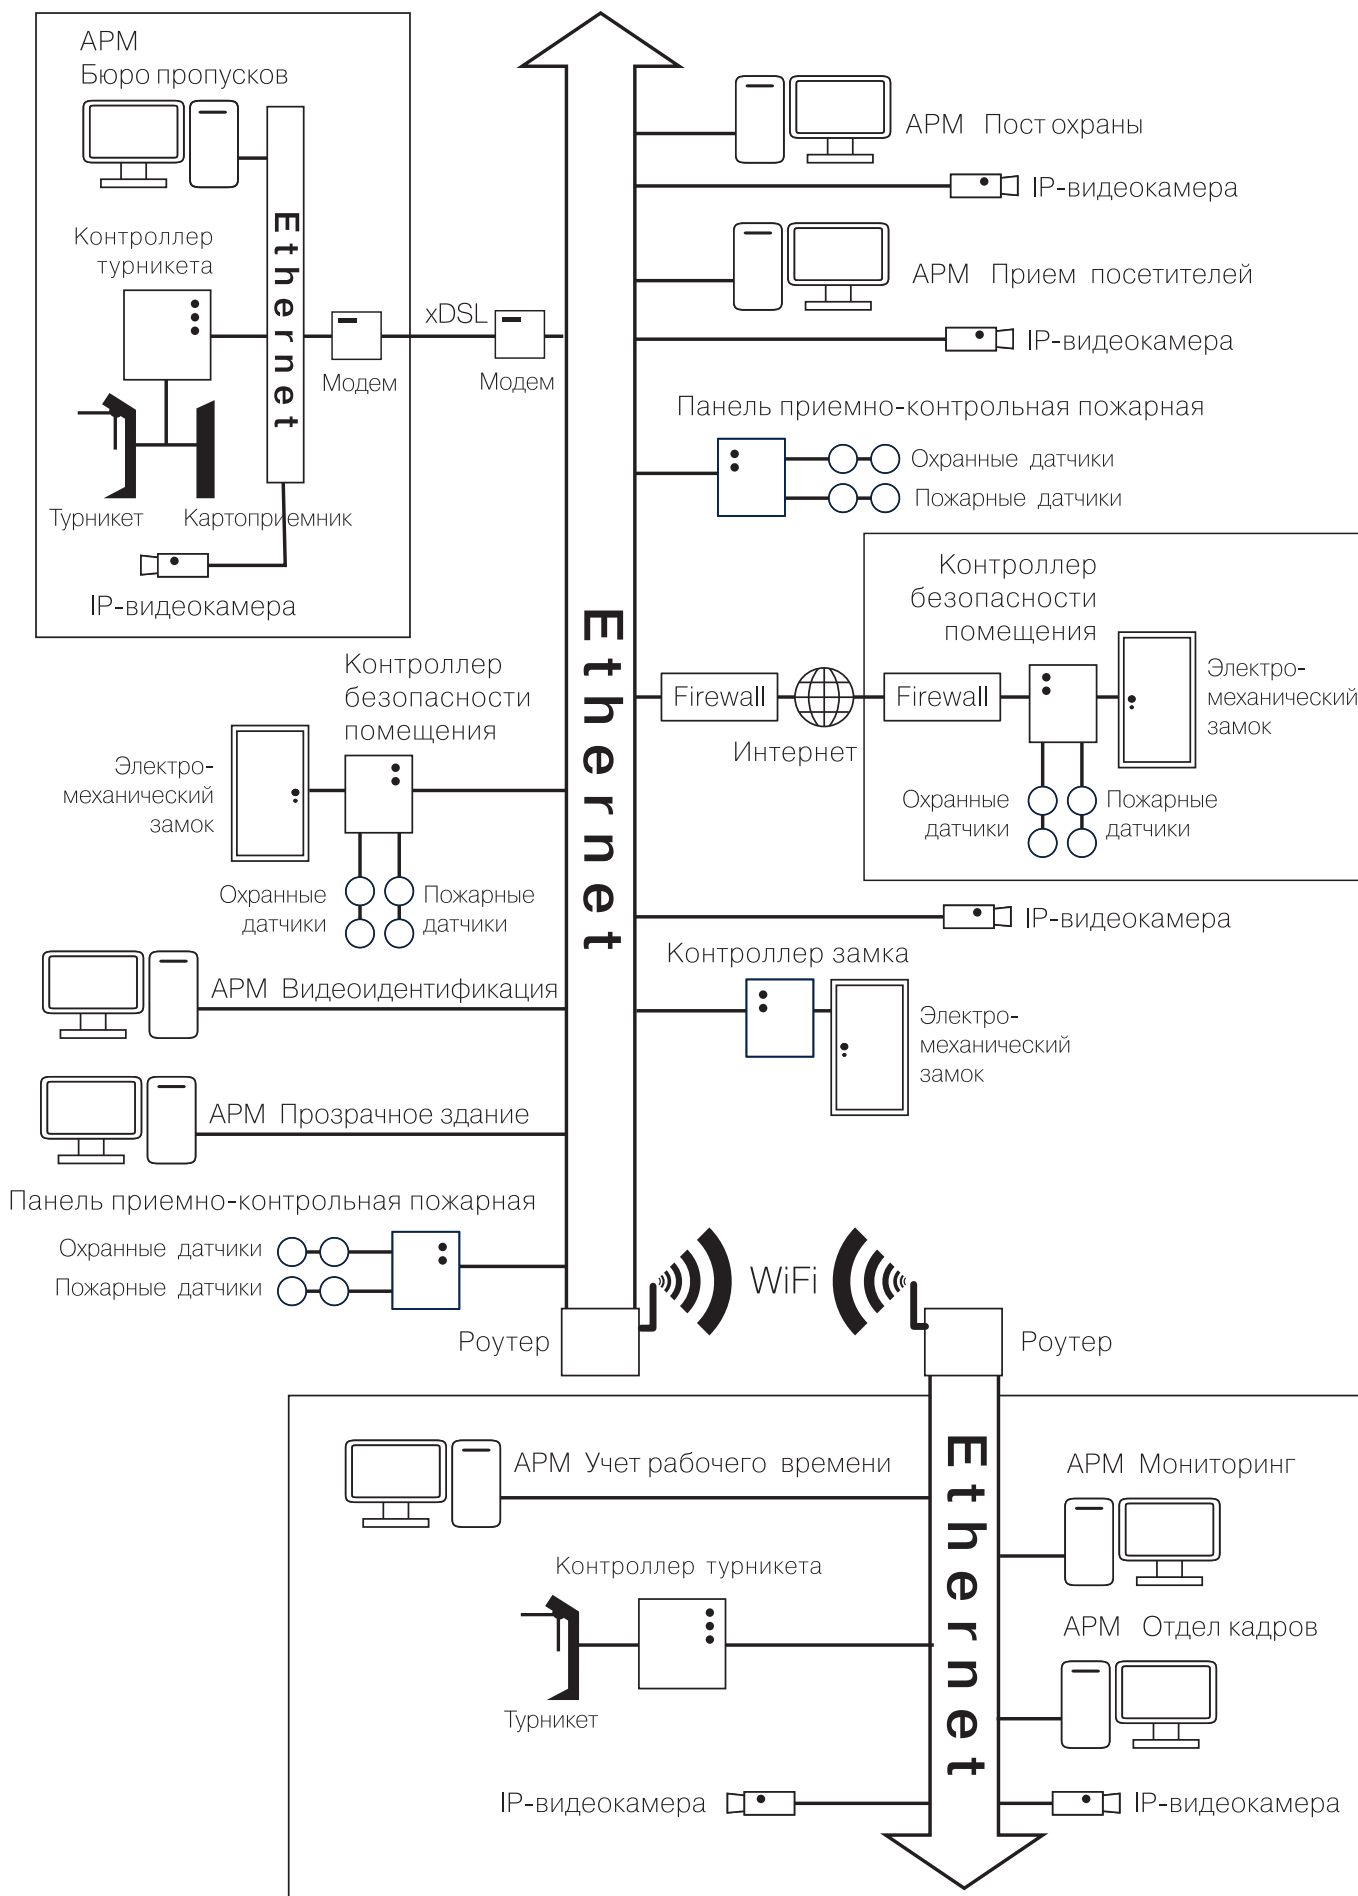 АРМ
Бюро пропусков
Ethernet
Контроллер
турникета
Модем
xDSL
Модем
Турникет
Картоприемник
IP-видеокамера
АРМ Пост охраны
IP-видеокамера
АРМ Прием посетителей
IP-видеокамера
Панель приемно-контрольная пожарная
Охранные датчики
Пожарные датчики
Ethernet
Контроллер
безопасности
помещения
Электро-
механический
замок
Firewall
Интернет
Firewall
Охранные
датчики
Пожарные
датчики
Контроллер
безопасности
помещения
Электро-
механический
замок
Охранные
датчики
Пожарные
датчики
IP-видеокамера
Контроллер замка
Электро-
механический
замок
АРМ Видеоидентификация
АРМ Прозрачное здание
Панель приемно-контрольная пожарная
Охранные датчики
Пожарные датчики
WiFi
Роутер
Роутер
Ethernet
АРМ Учет рабочего времени
АРМ Мониторинг
Контроллер турникета
Турникет
АРМ Отдел кадров
IP-видеокамера
IP-видеокамера